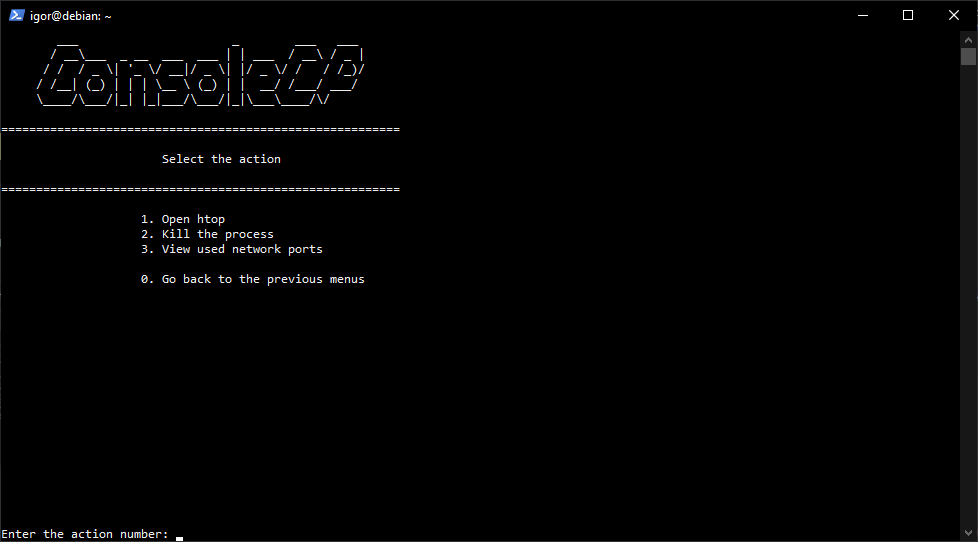 igor@debian: ~
ConsoleCP
=========================================================
Select the action
=========================================================
1. Open htop
2. Kill the process
3. View used network ports
0. Go back to the previous menus
Enter the action number: